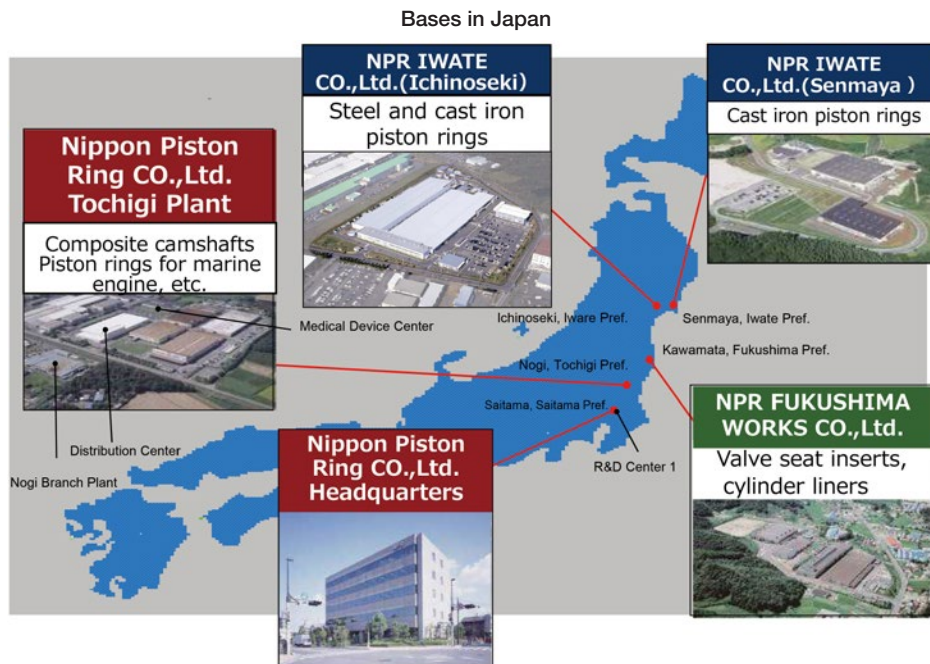 Bases in Japan
NPR IWATE
CO.,Ltd.(Ichinoseki)
Steel and cast iron
piston rings
NPR IWATE
CO.,Ltd.(Senmaya )
Cast iron piston rings
Nippon Piston
Ring CO.,Ltd.
Tochigi Plant
Composite camshafts
Piston rings for marine
engine, etc.
Medical Device Center
Distribution Center
Nogi Branch Plant
Ichinoseki, Iware Pref.
Senmaya, Iwate Pref.
Kawamata, Fukushima Pref.
Nogi, Tochigi Pref.
Saitama, Saitama Pref.
R&D Center 1
Nippon Piston
Ring CO.,Ltd.
Headquarters
NPR FUKUSHIMA
WORKS CO.,Ltd.
Valve seat inserts,
cylinder liners